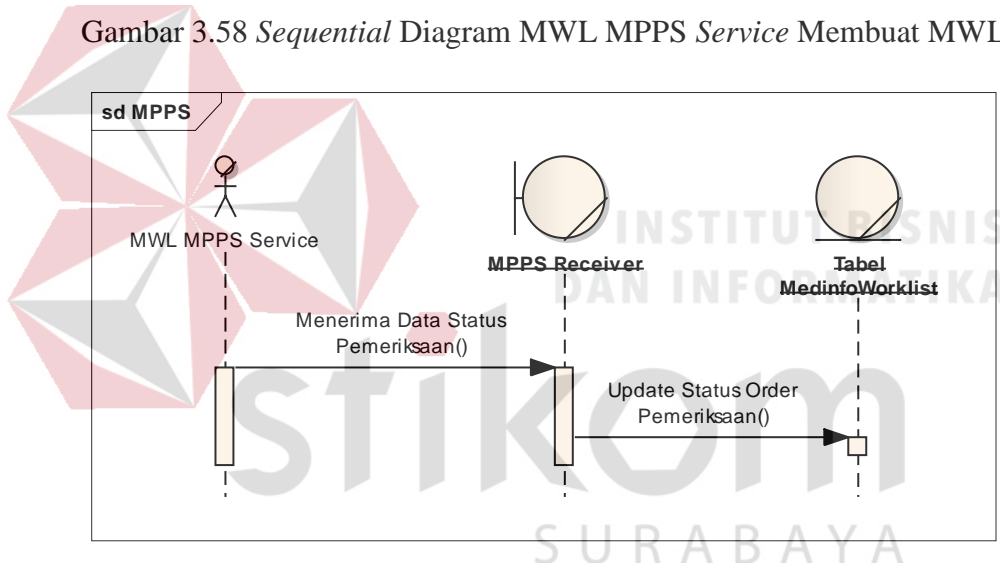 Gambar 3.58 Sequential Diagram MWL MPPS Service Membuat MWL
sd MPPS
MWL MPPS Service
MPPS Receiver
Tabel
MedinfoWorklist
Menerima Data Status
Pemeriksaan()
Update Status Order
Pemeriksaan()
INSTITUT BISNIS
DAN INFORMATIKA
stikom
SURABAYA